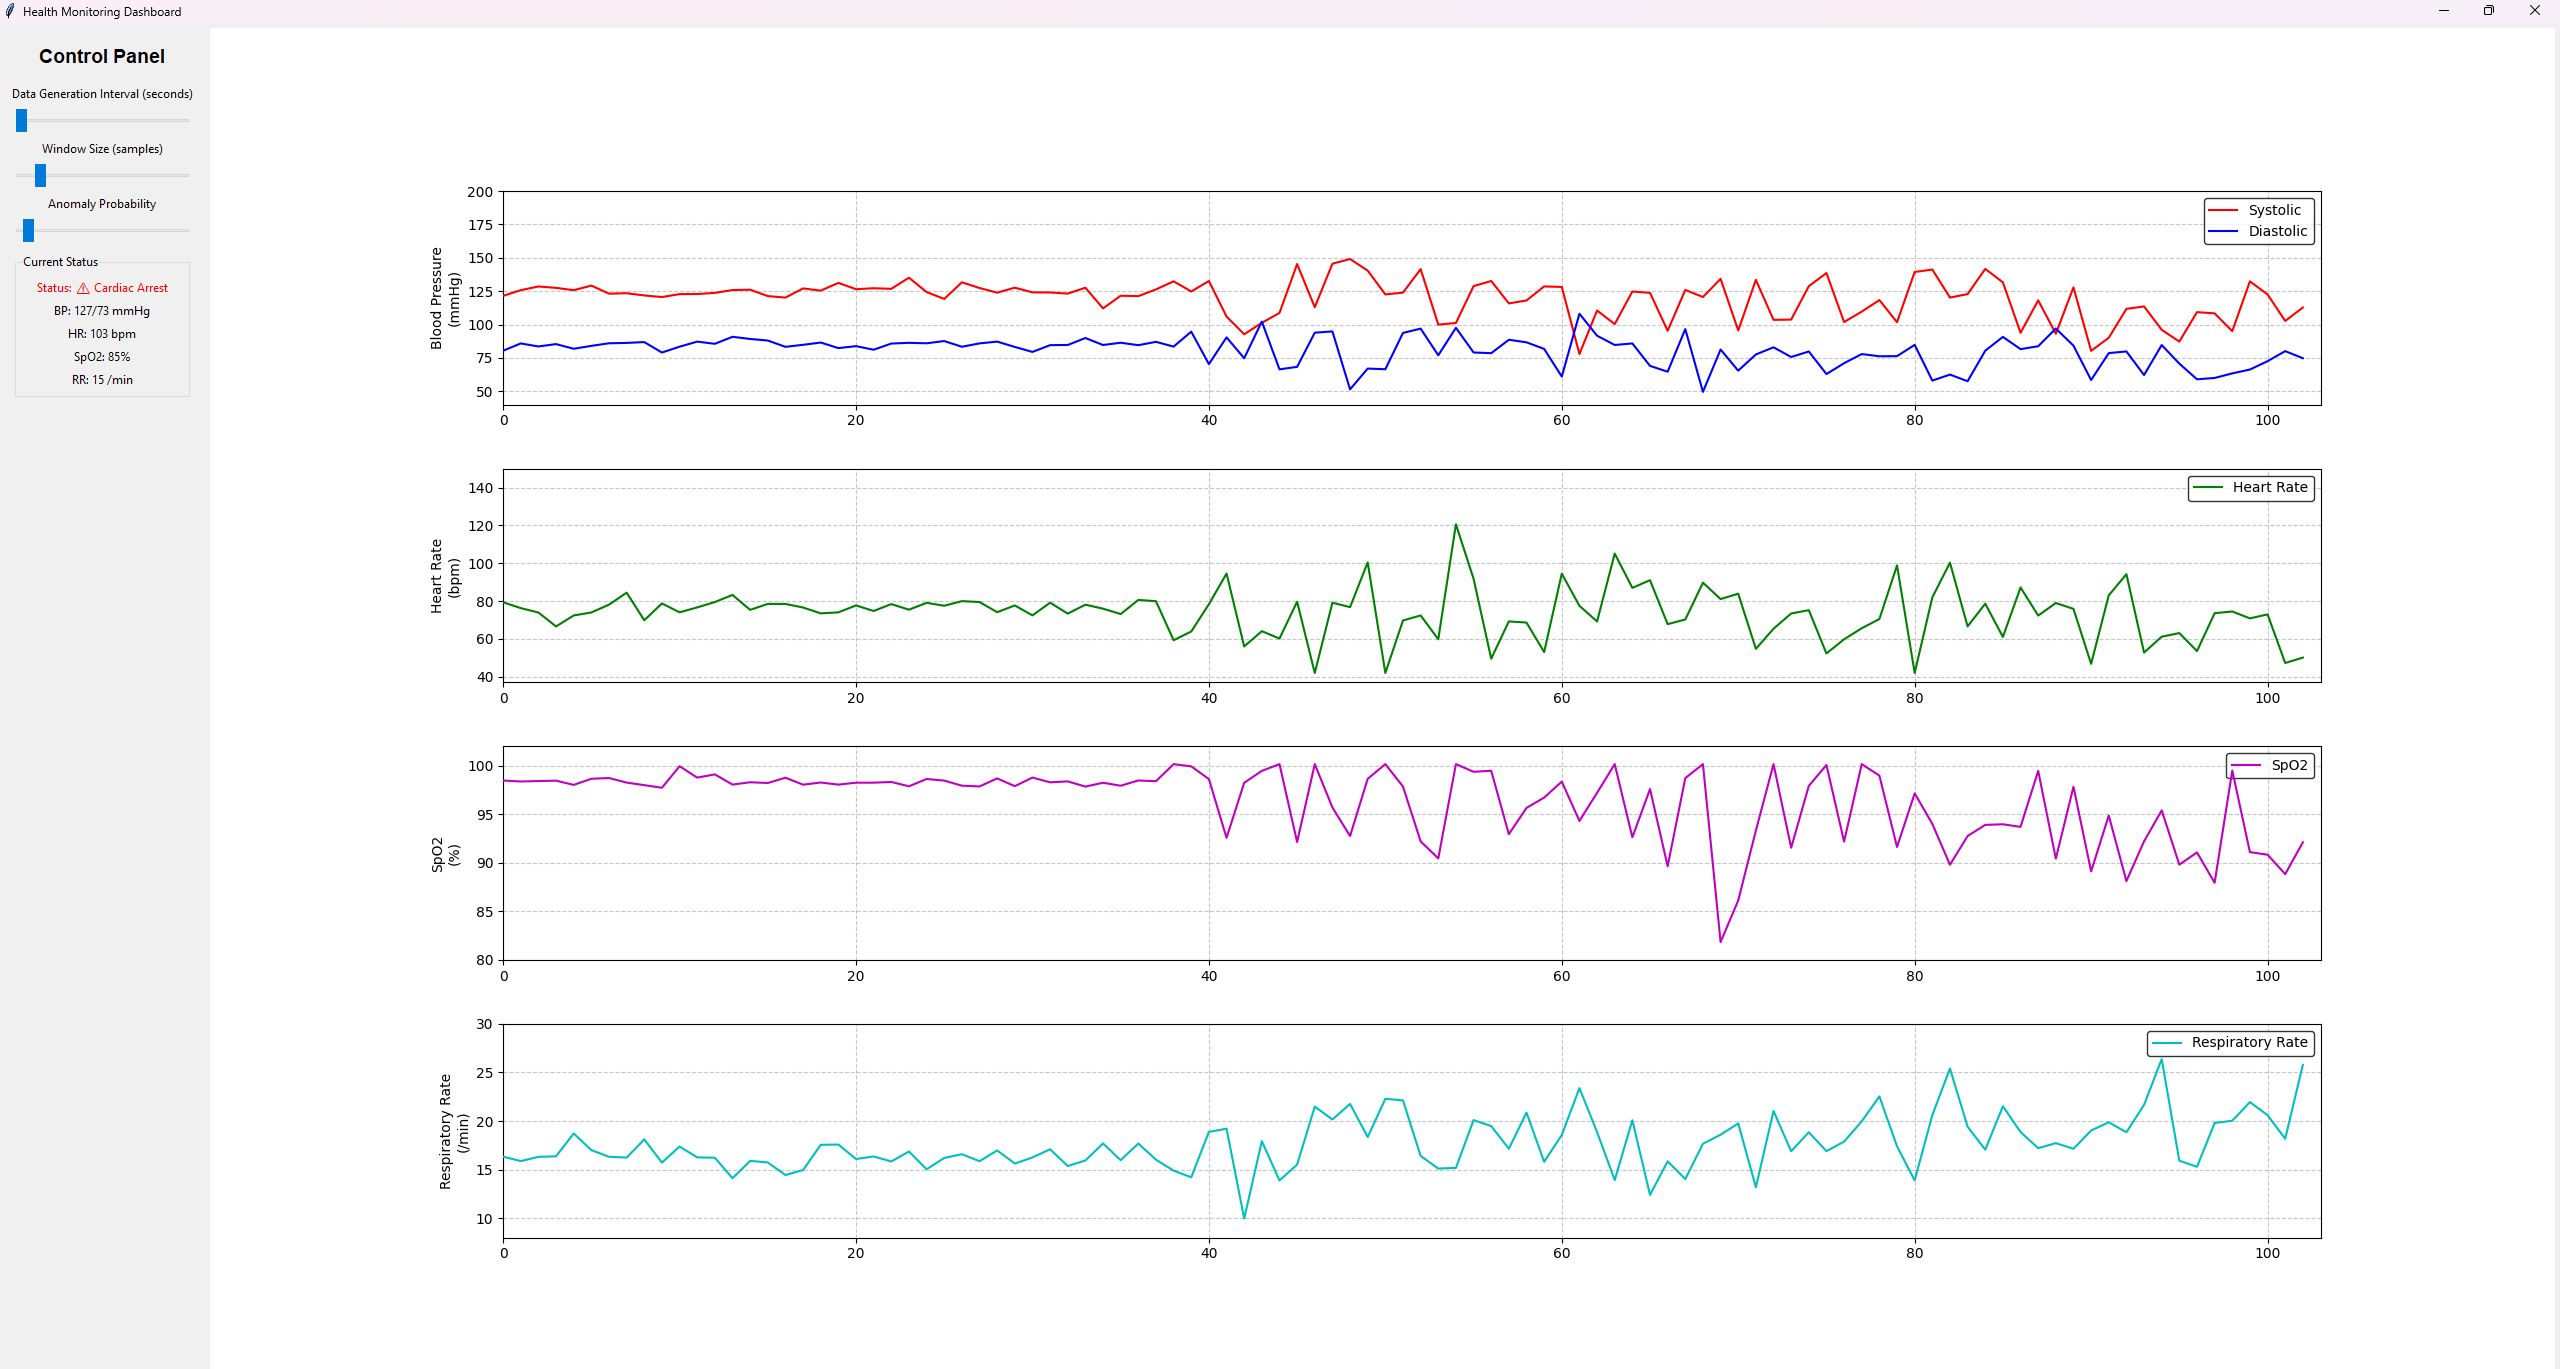 Health Monitoring Dashboard
Control Panel
Data Generation Interval (seconds)
Window Size (samples)
Anomaly Probability
Current Status
Status: ⚠ Cardiac Arrest
BP: 127/73 mmHg
HR: 103 bpm
SpO2: 85%
RR: 15 /min
Blood Pressure
(mmHg)
200
175
150
125
100
75
50
Systolic
Diastolic
0 20 40 60 80 100
Heart Rate
(bpm)
140
120
100
80
60
40
Heart Rate
0 20 40 60 80 100
SpO2
(%)
100
95
90
85
80
SpO2
0 20 40 60 80 100
Respiratory Rate
(/min)
30
25
20
15
10
Respiratory Rate
0 20 40 60 80 100